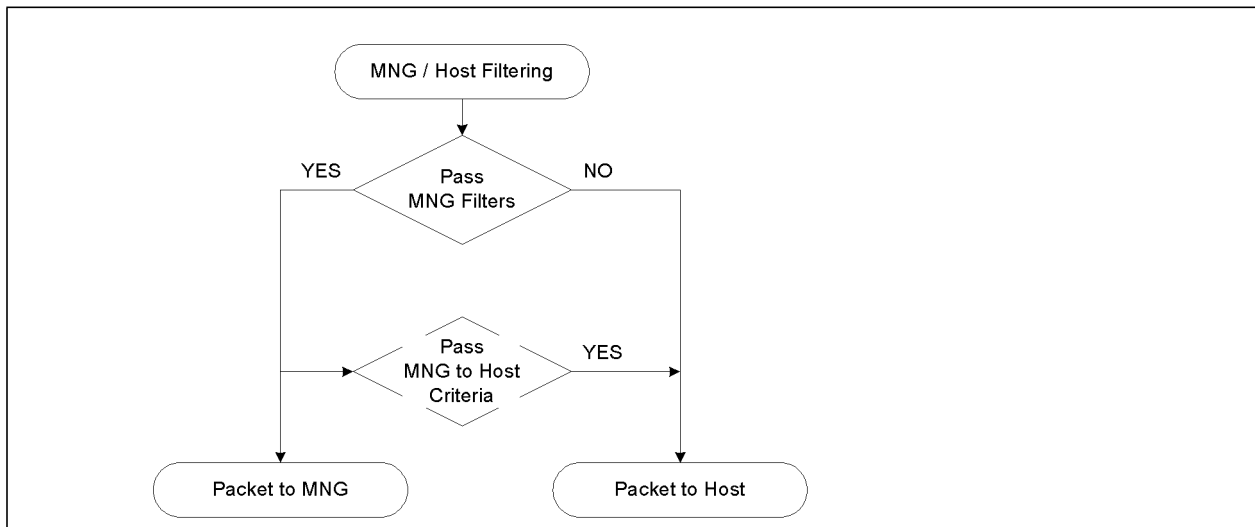 MNG / Host Filtering
YES
Pass
MNG Filters
NO
Pass
MNG to Host
Criteria
YES
Packet to MNG
Packet to Host